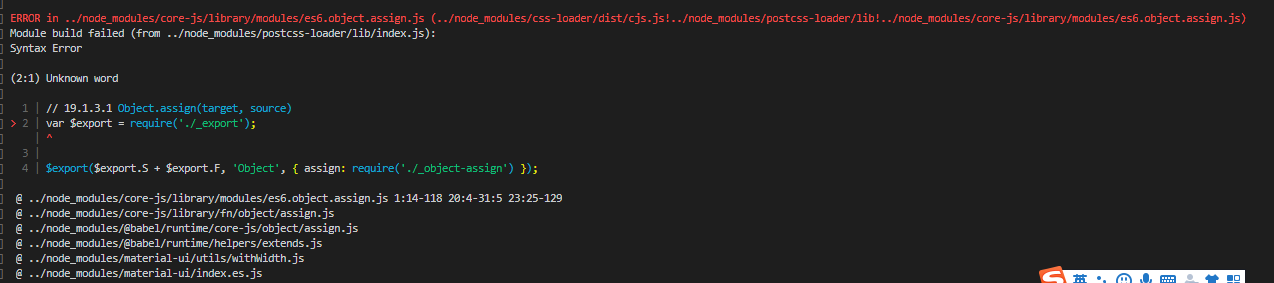 ERROR in ../node_modules/core-js/library/modules/es6.object.assign.js (../node_modules/css-loader/dist/cjs.js!../node_modules/postcss-loader/lib!../node_modules/core-js/library/modules/es6.object.assign.js)
Module build failed (from ../node_modules/postcss-loader/lib/index.js):
Syntax Error
(2:1) Unknown word
1 | // 19.1.3.1 Object.assign(target, source)
> 2 | var $export = require('./_export');
| ^
3 |
4 | $export($export.S + $export.F, 'Object', { assign: require('./_object-assign') });
@ ../node_modules/core-js/library/modules/es6.object.assign.js 1:14-118 20:4-31:5 23:25-129
@ ../node_modules/core-js/library/fn/object/assign.js
@ ../node_modules/@babel/runtime/core-js/object/assign.js
@ ../node_modules/@babel/runtime/helpers/extends.js
@ ../node_modules/material-ui/utils/withWidth.js
@ ../node_modules/material-ui/index.es.js
英